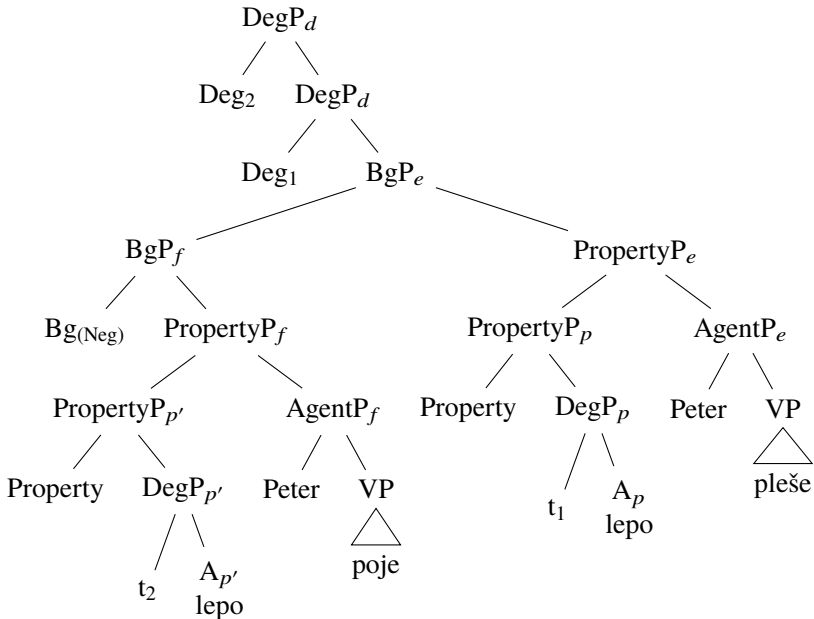 DegP_d
Deg_2 DegP_d
Deg_1 BgP_e
BgP_f PropertyP_e
Bg_(Neg) PropertyP_f PropertyP_p AgentP_e
PropertyP_p′ AgentP_f Property DegP_p Peter VP
Property DegP_p′ Peter VP t_1 A_p pleše
lepo
t_2 A_p′ poje
lepo